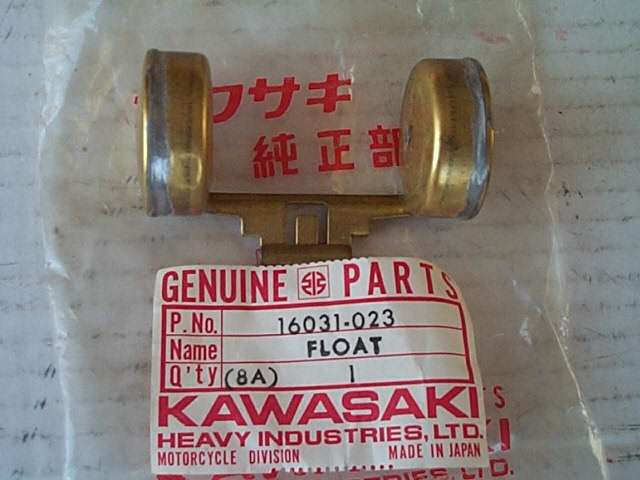 ワサキ
純正部
GENUINE PARTS
P.No. 16031-023
Name FLOAT
Q'ty (8A) 1
KAWASAKI
HEAVY INDUSTRIES, LTD.
MOTORCYCLE DIVISION MADE IN JAPAN